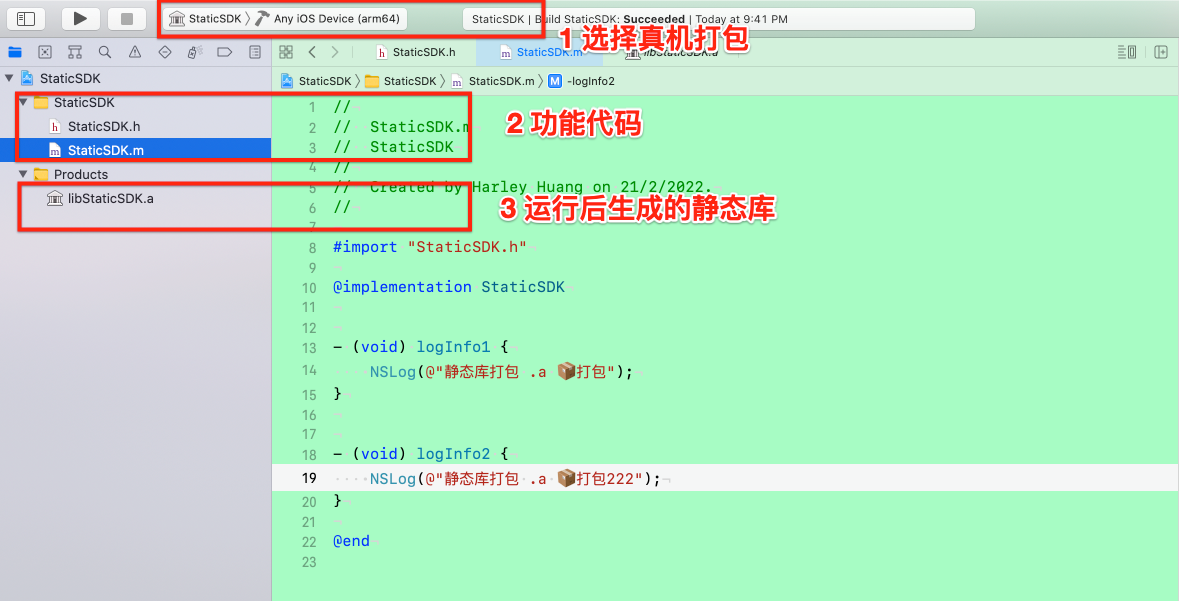 StaticSDK 〉 Any iOS Device (arm64)
StaticSDK | Build StaticSDK: Succeeded | Today at 9:41 PM
1 选择真机打包
StaticSDK.h
StaticSDK.m
libStaticSDK.a
StaticSDK
StaticSDK 〉 StaticSDK 〉 StaticSDK.m 〉 M -logInfo2
StaticSDK
StaticSDK.h
StaticSDK.m
Products
libStaticSDK.a
2 功能代码
3 运行后生成的静态库
1 //
2 //  StaticSDK.m
3 //  StaticSDK
4 //
5 //  Created by Harley Huang on 21/2/2022.
6 //
7
8 #import "StaticSDK.h"
9
10 @implementation StaticSDK
11
12
13 - (void) logInfo1 {
14     NSLog(@"静态库打包 .a 📦打包");
15 }
16
17
18 - (void) logInfo2 {
19     NSLog(@"静态库打包 .a 📦打包222");
20 }
21
22 @end
23